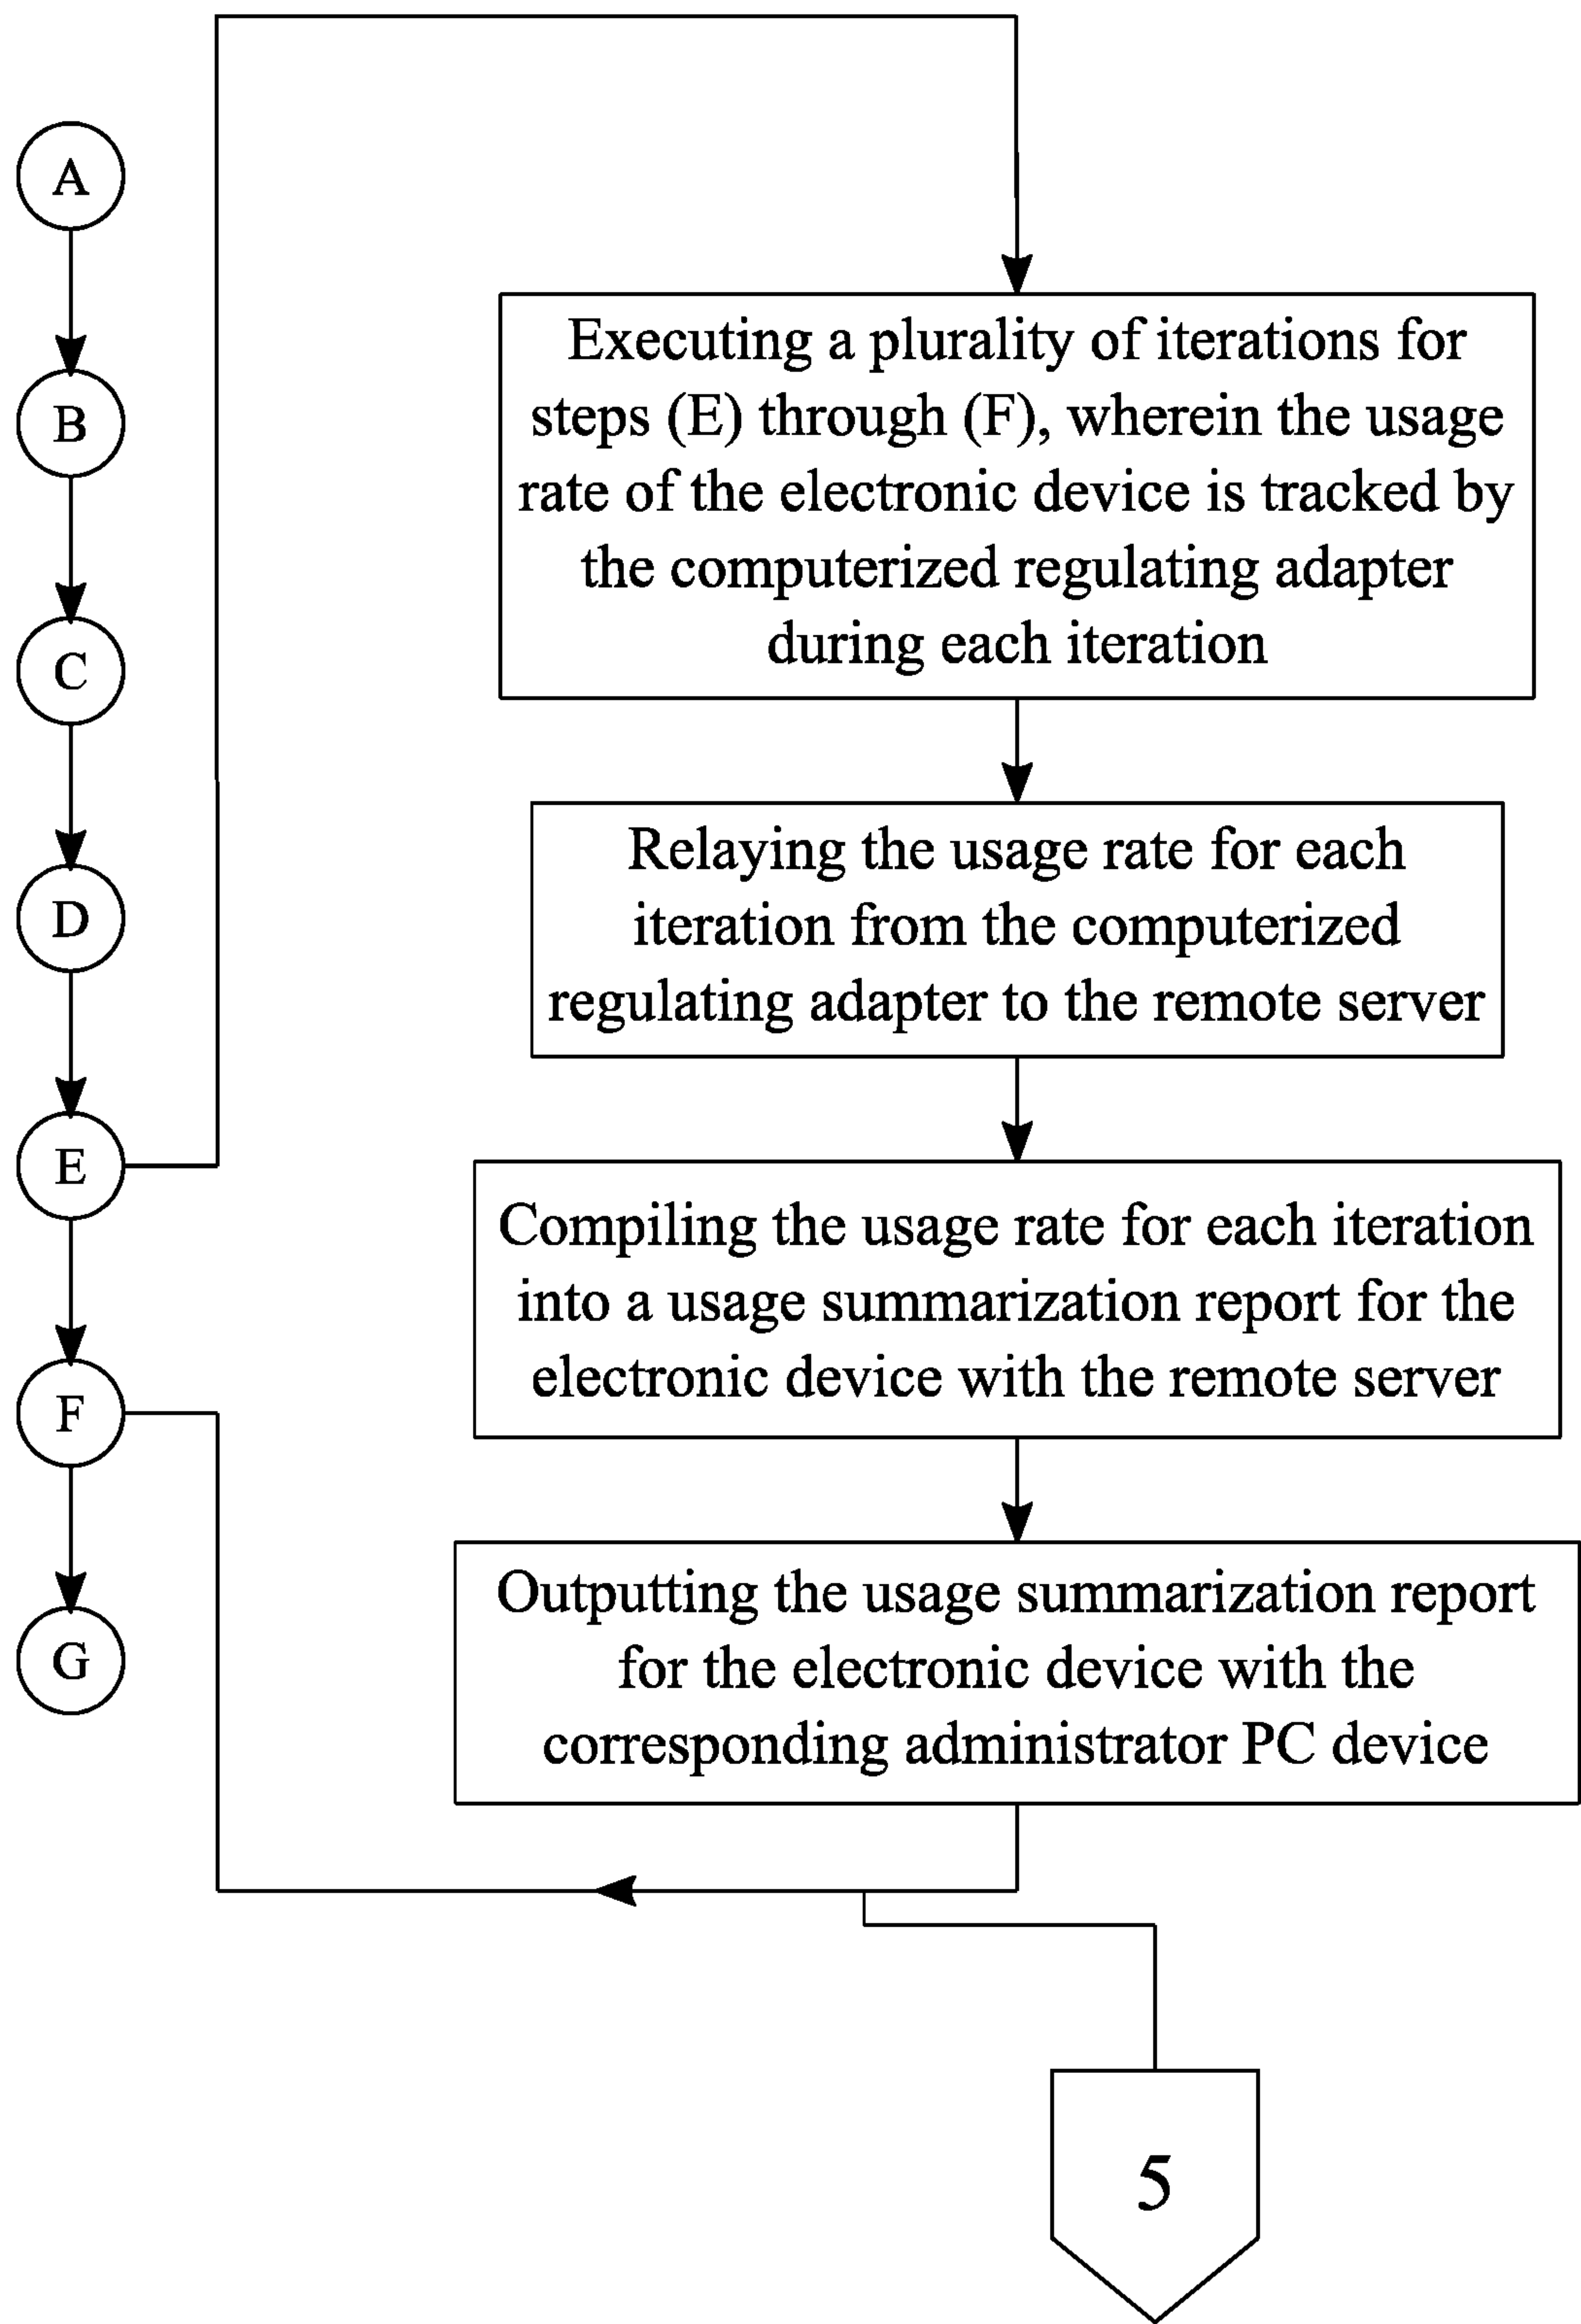 A
B
C
D
E
F
G
Executing a plurality of iterations for
steps (E) through (F), wherein the usage
rate of the electronic device is tracked by
the computerized regulating adapter
during each iteration
Relaying the usage rate for each
iteration from the computerized
regulating adapter to the remote server
Compiling the usage rate for each iteration
into a usage summarization report for the
electronic device with the remote server
Outputting the usage summarization report
for the electronic device with the
corresponding administrator PC device
5